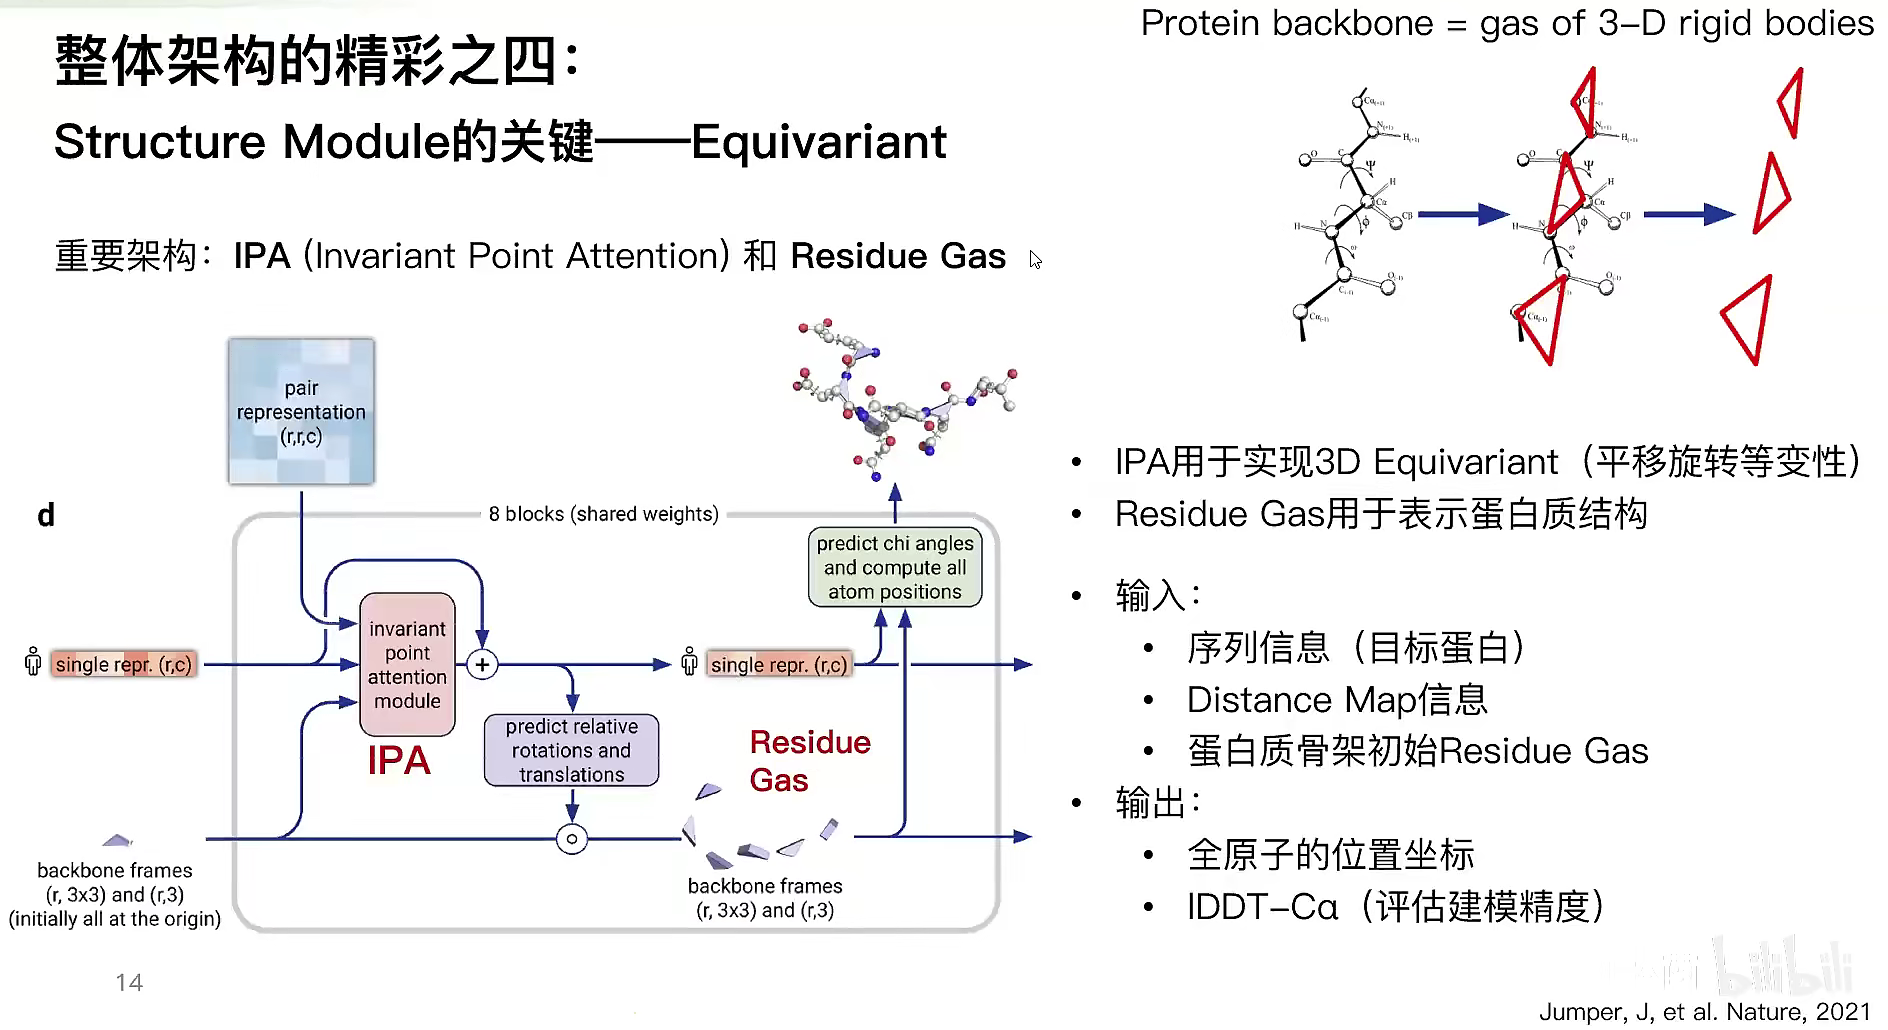 整体架构的精彩之四：
Structure Module的关键——Equivariant
重要架构：IPA (Invariant Point Attention) 和 Residue Gas
Protein backbone = gas of 3-D rigid bodies
pair
representation
(r,r,c)
d
8 blocks (shared weights)
predict chi angles
and compute all
atom positions
invariant
point
attention
module
IPA
single repr. (r,c)
single repr. (r,c)
predict relative
rotations and
translations
Residue
Gas
backbone frames
(r, 3x3) and (r,3)
(initially all at the origin)
backbone frames
(r, 3x3) and (r,3)
• IPA用于实现3D Equivariant（平移旋转等变性）
• Residue Gas用于表示蛋白质结构
• 输入：
• 序列信息（目标蛋白）
• Distance Map信息
• 蛋白质骨架初始Residue Gas
• 输出：
• 全原子的位置坐标
• lDDT-Cα（评估建模精度）
14
bilibili
Jumper, J, et al. Nature, 2021